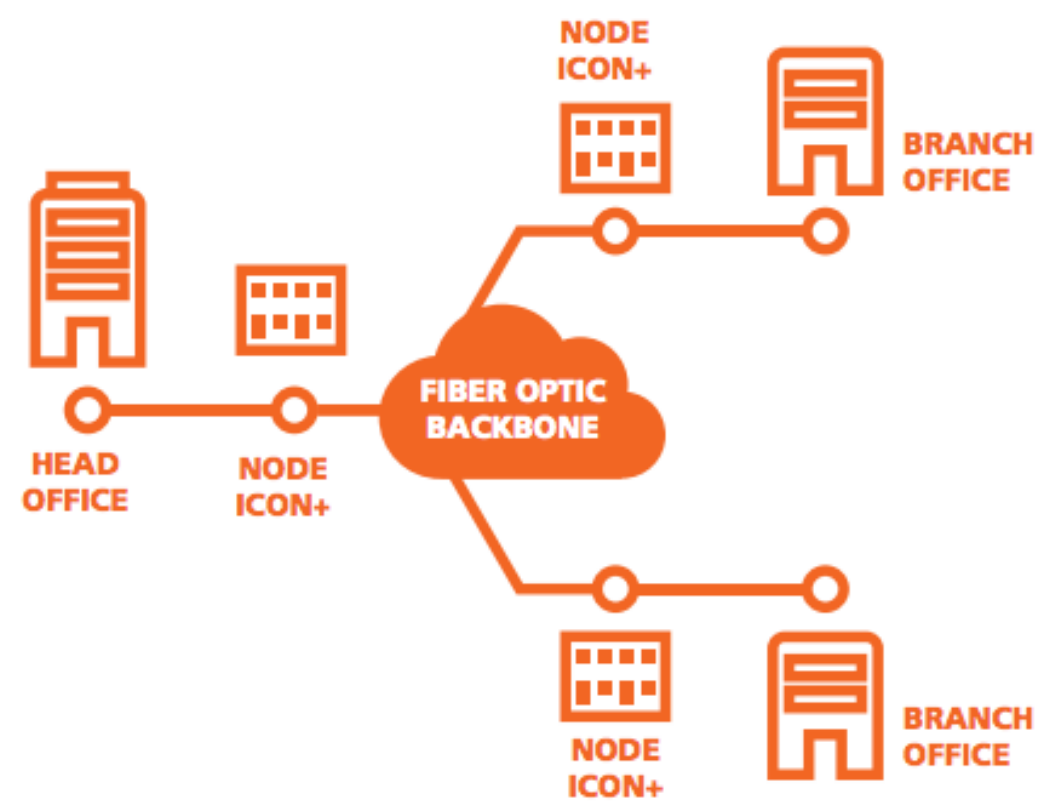 NODE
ICON+
BRANCH
OFFICE
FIBER OPTIC
BACKBONE
HEAD
OFFICE
NODE
ICON+
BRANCH
OFFICE
NODE
ICON+